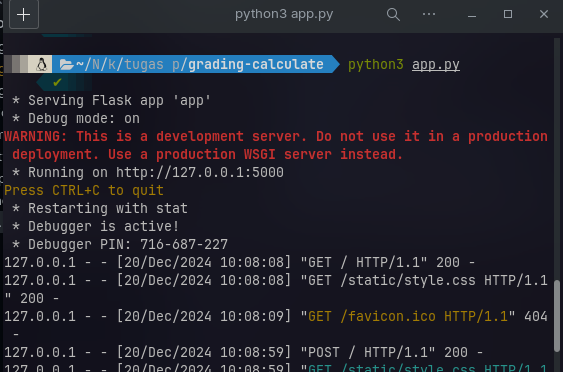 python3 app.py
~/N/k/tugas p/grading-calculate python3 app.py
✔
* Serving Flask app 'app'
* Debug mode: on
WARNING: This is a development server. Do not use it in a production
deployment. Use a production WSGI server instead.
* Running on http://127.0.0.1:5000
Press CTRL+C to quit
* Restarting with stat
* Debugger is active!
* Debugger PIN: 716-687-227
127.0.0.1 - - [20/Dec/2024 10:08:08] "GET / HTTP/1.1" 200 -
127.0.0.1 - - [20/Dec/2024 10:08:08] "GET /static/style.css HTTP/1.1
" 200 -
127.0.0.1 - - [20/Dec/2024 10:08:09] "GET /favicon.ico HTTP/1.1" 404
-
127.0.0.1 - - [20/Dec/2024 10:08:59] "POST / HTTP/1.1" 200 -
127.0.0.1 - - [20/Dec/2024 10:08:59] "GET /static/style.css HTTP/1.1